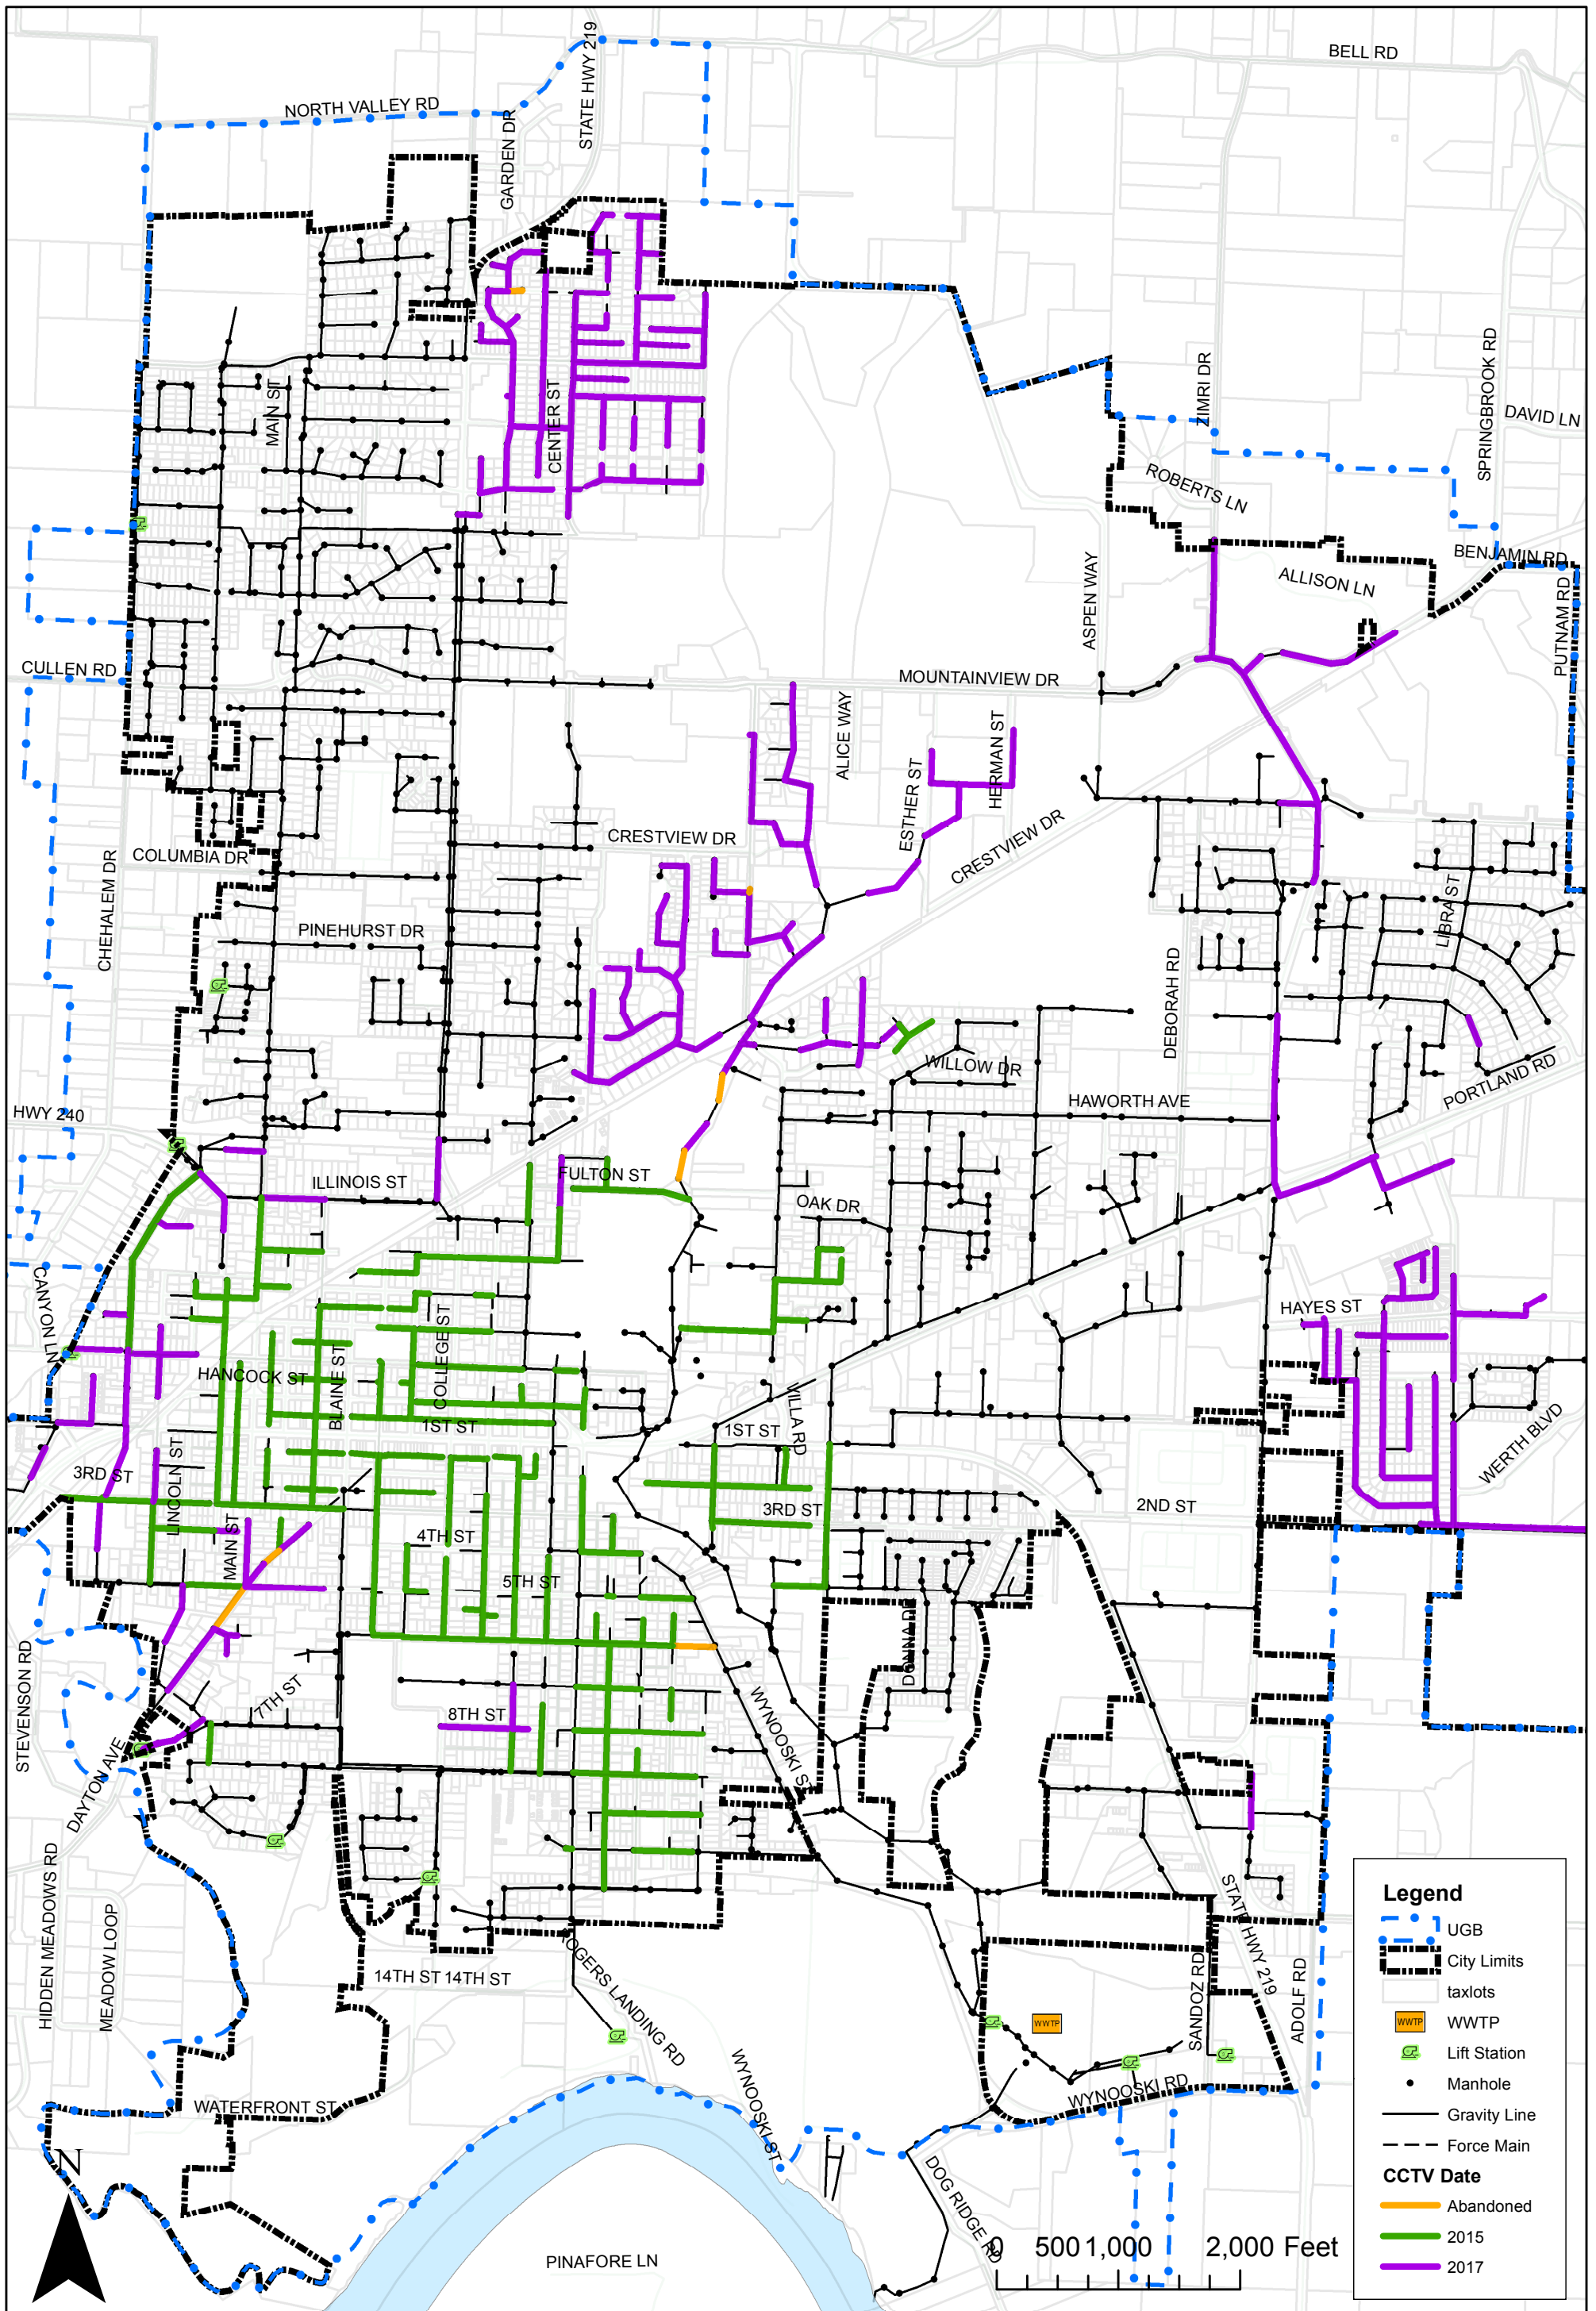 BELL RD
STATE HWY 219
NORTH VALLEY RD
GARDEN DR
ZIMRI DR
SPRINGBROOK RD
DAVID LN
MAIN ST
CENTER ST
ROBERTS LN
BENJAMIN RD
ALLISON LN
ASPEN WAY
PUTNAM RD
CULLEN RD
MOUNTAINVIEW DR
ALICE WAY
HERMAN ST
ESTHER ST
CRESTVIEW DR
CRESTVIEW DR
COLUMBIA DR
CHEHALEM DR
LIBRA ST
PINEHURST DR
DEBORAH RD
WILLOW DR
PORTLAND RD
HWY 240
HAWORTH AVE
FULTON ST
ILLINOIS ST
OAK DR
CANYON LN
HAYES ST
COLLEGE ST
HANCOCK ST
BLAINE ST
VILLA RD
1ST ST
1ST ST
WERTH BLVD
LINCOLN ST
3RD ST
3RD ST
2ND ST
MAIN ST
4TH ST
5TH ST
DONNA DR
STEVENSON RD
7TH ST
8TH ST
WYNOOSKI ST
DAYTON AVE
HIDDEN MEADOWS RD
MEADOW LOOP
STATE HWY 219
ROGERS LANDING RD
14TH ST 14TH ST
SANDOZ RD
ADOLF RD
WWTP
WYNOOSKI RD
WATERFRONT ST
WYNOOSKI ST
DOG RIDGE RD
N
PINAFORE LN
0 500 1,000 2,000 Feet
Legend
UGB
City Limits
taxlots
WWTP WWTP
Lift Station
Manhole
Gravity Line
Force Main
CCTV Date
Abandoned
2015
2017